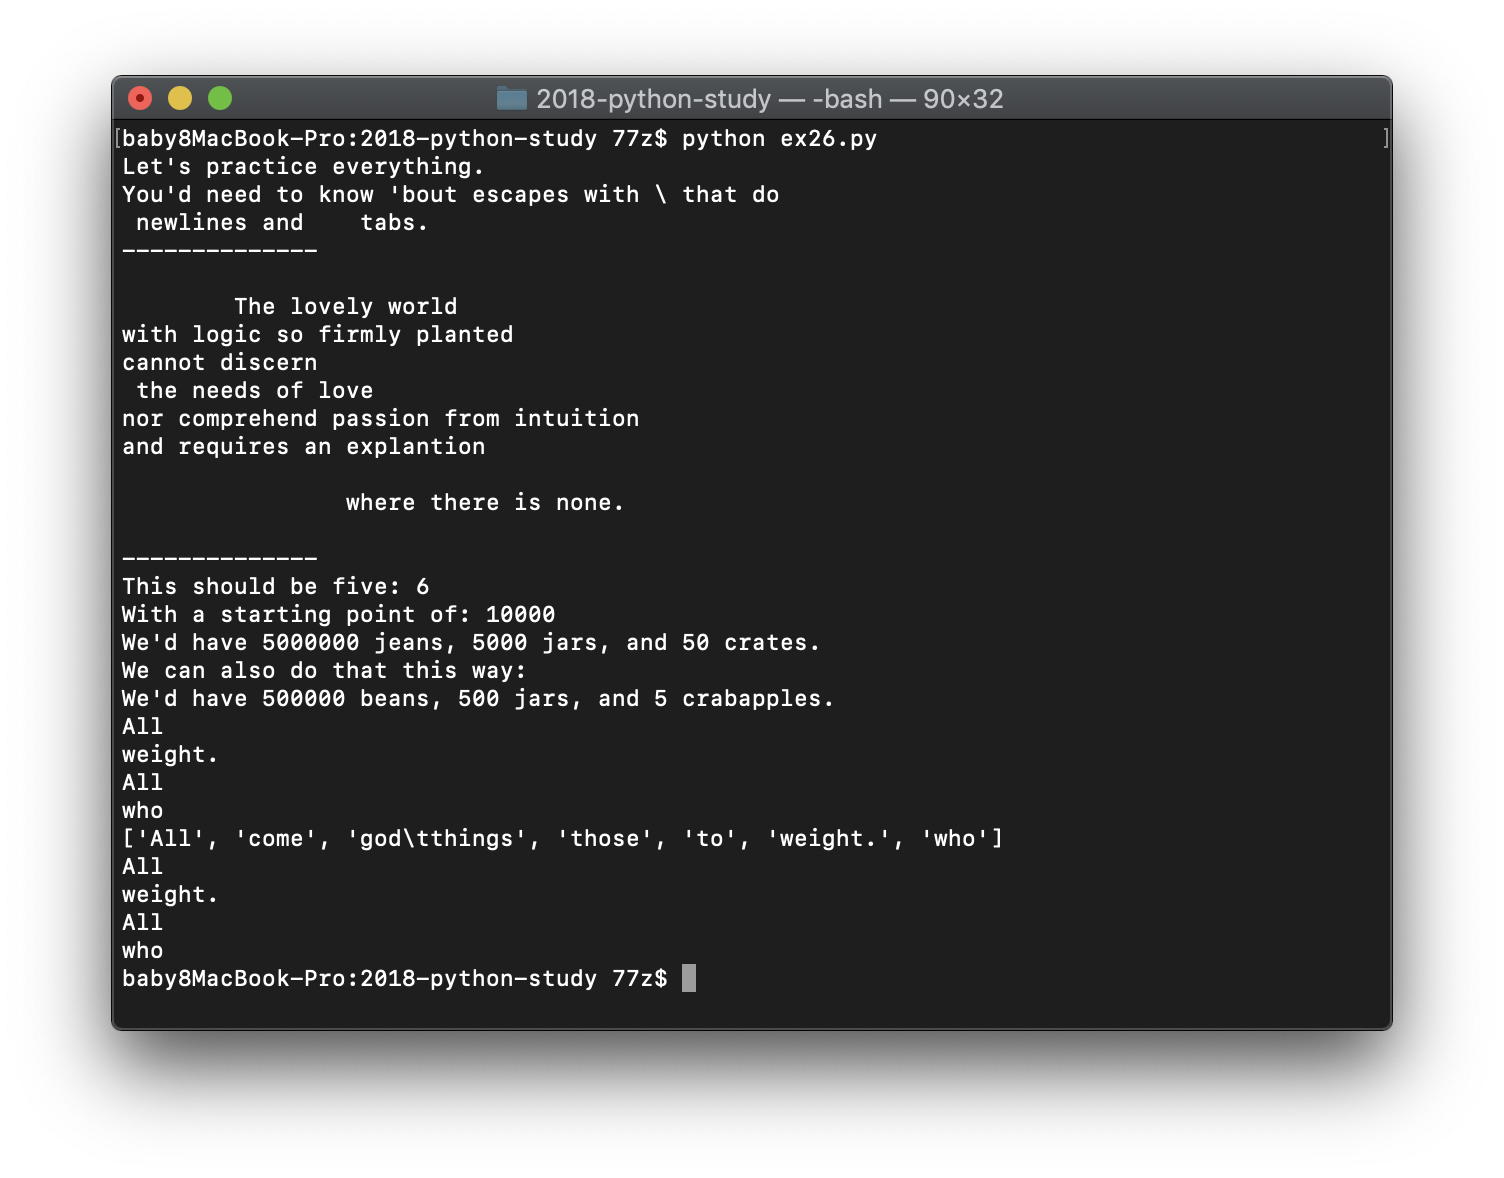 2018-python-study — -bash — 90×32
[baby8MacBook-Pro:2018-python-study 77z$ python ex26.py ]
Let's practice everything.
You'd need to know 'bout escapes with \ that do
 newlines and    tabs.
--------------

        The lovely world
with logic so firmly planted
cannot discern
 the needs of love
nor comprehend passion from intuition
and requires an explantion

                where there is none.

--------------
This should be five: 6
With a starting point of: 10000
We'd have 5000000 jeans, 5000 jars, and 50 crates.
We can also do that this way:
We'd have 500000 beans, 500 jars, and 5 crabapples.
All
weight.
All
who
['All', 'come', 'god\tthings', 'those', 'to', 'weight.', 'who']
All
weight.
All
who
baby8MacBook-Pro:2018-python-study 77z$